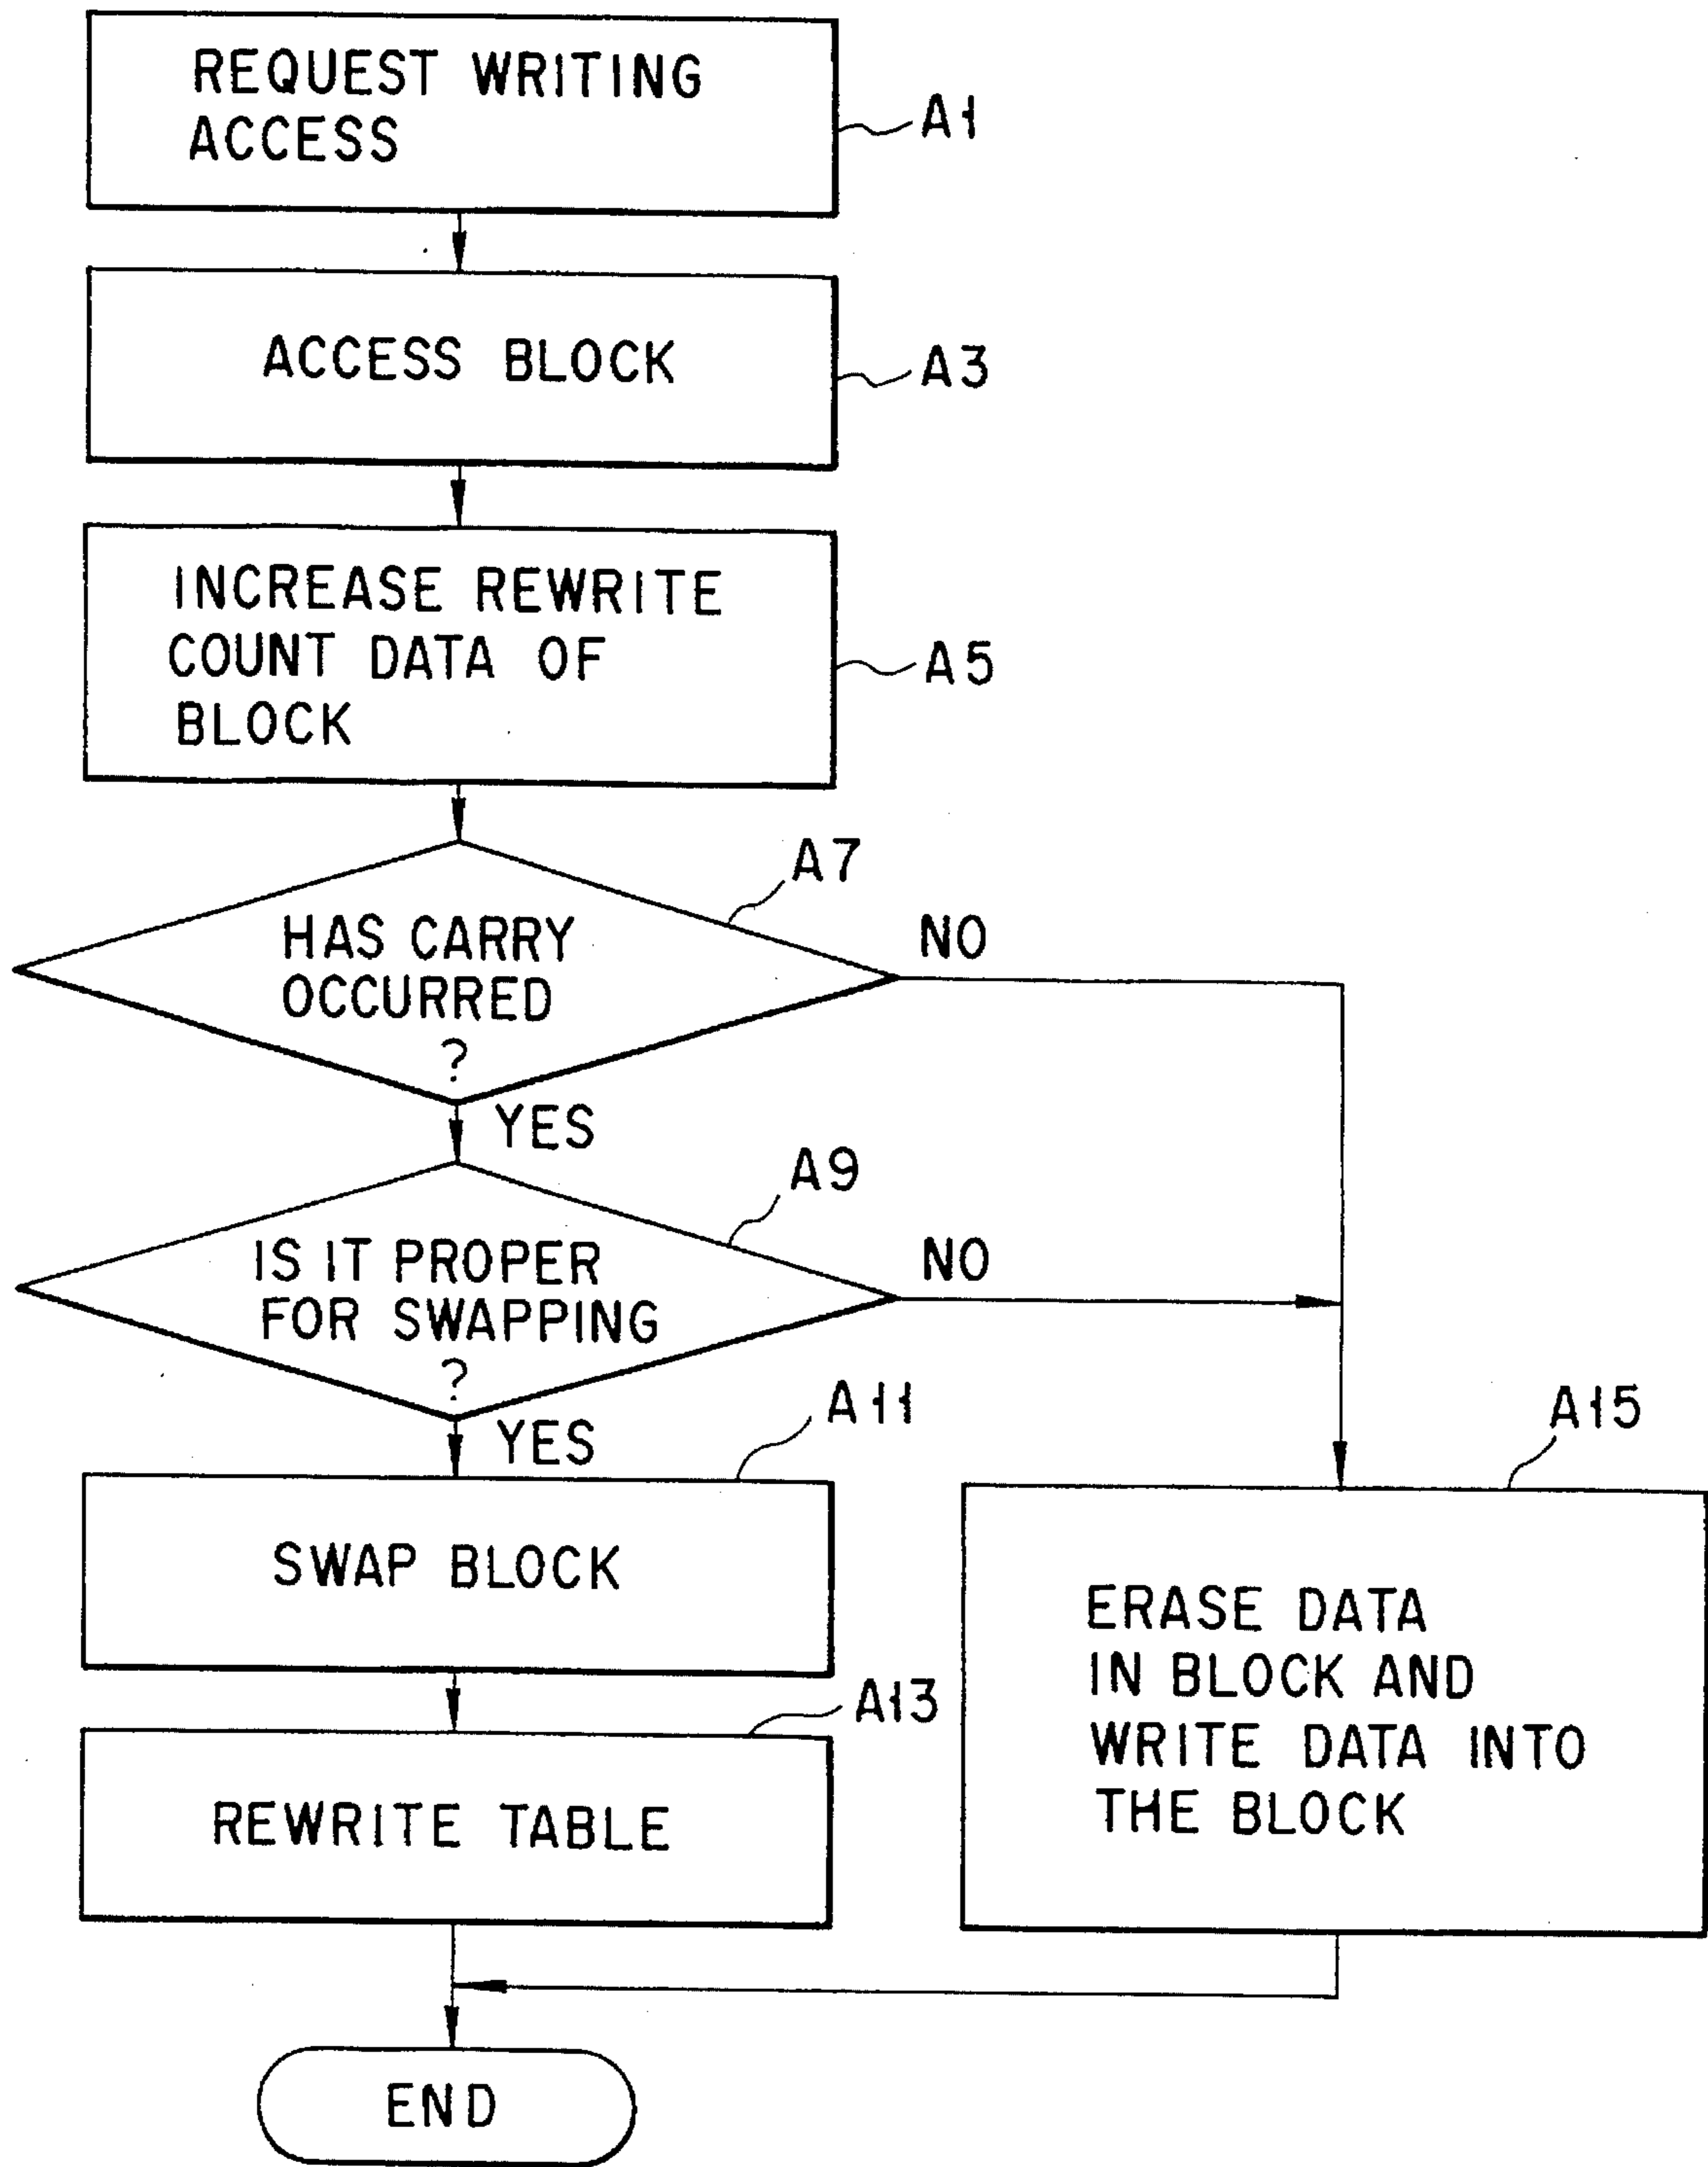 REQUEST WRITING
ACCESS
A1
ACCESS BLOCK
A3
INCREASE REWRITE
COUNT DATA OF
BLOCK
A5
A7
HAS CARRY
OCCURRED
?
NO
YES
A9
IS IT PROPER
FOR SWAPPING
?
NO
YES
A11
SWAP BLOCK
A13
REWRITE TABLE
A15
ERASE DATA
IN BLOCK AND
WRITE DATA INTO
THE BLOCK
END